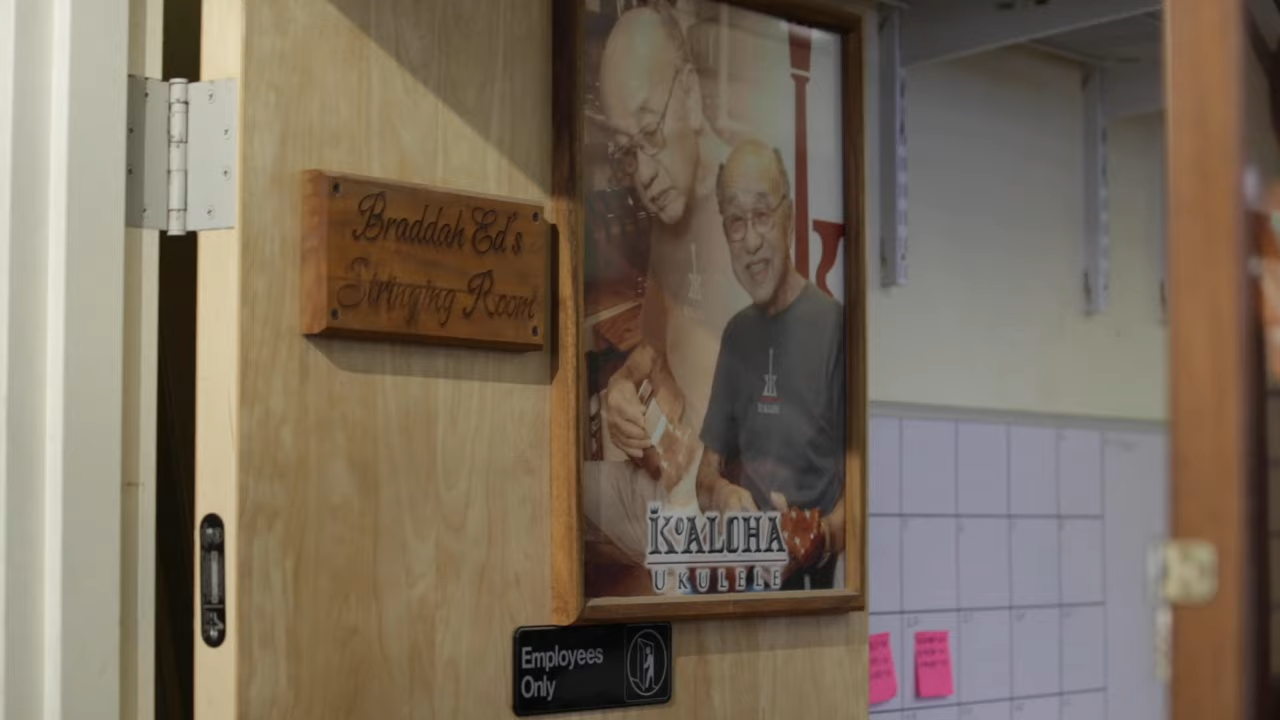 Braddah Ed's
Stringing Room
KoALOHA
UKULELE
Employees
Only